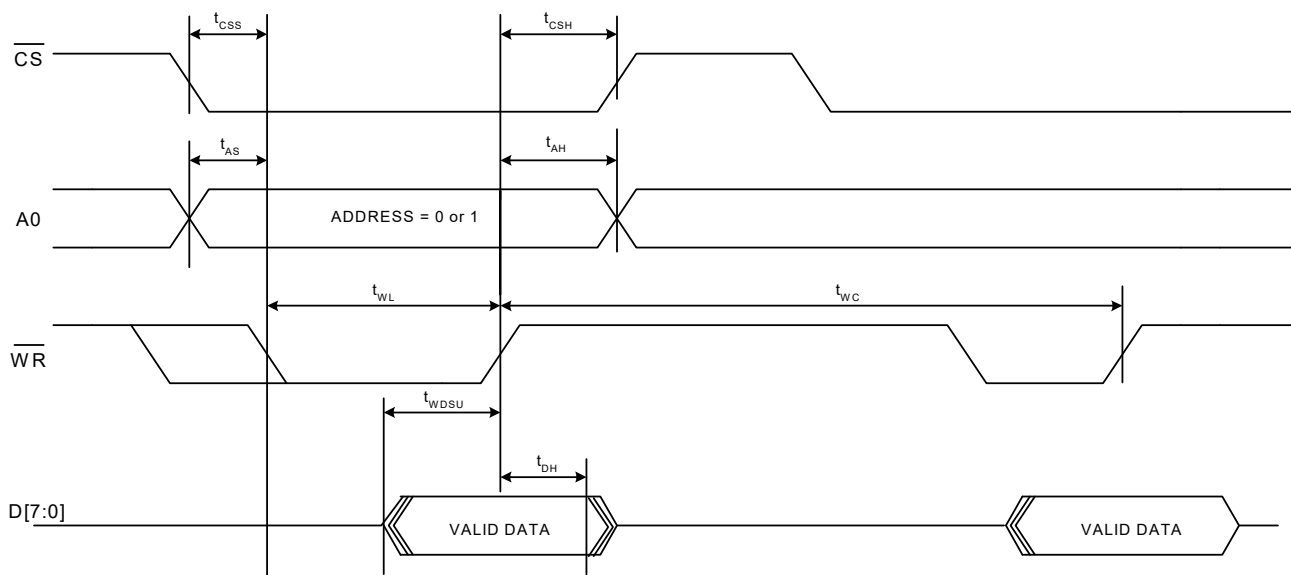 tCSS
tCSH
CS
tAS
tAH
A0
ADDRESS = 0 or 1
tWL
tWC
WR
tWDSU
tDH
D[7:0]
VALID DATA
VALID DATA